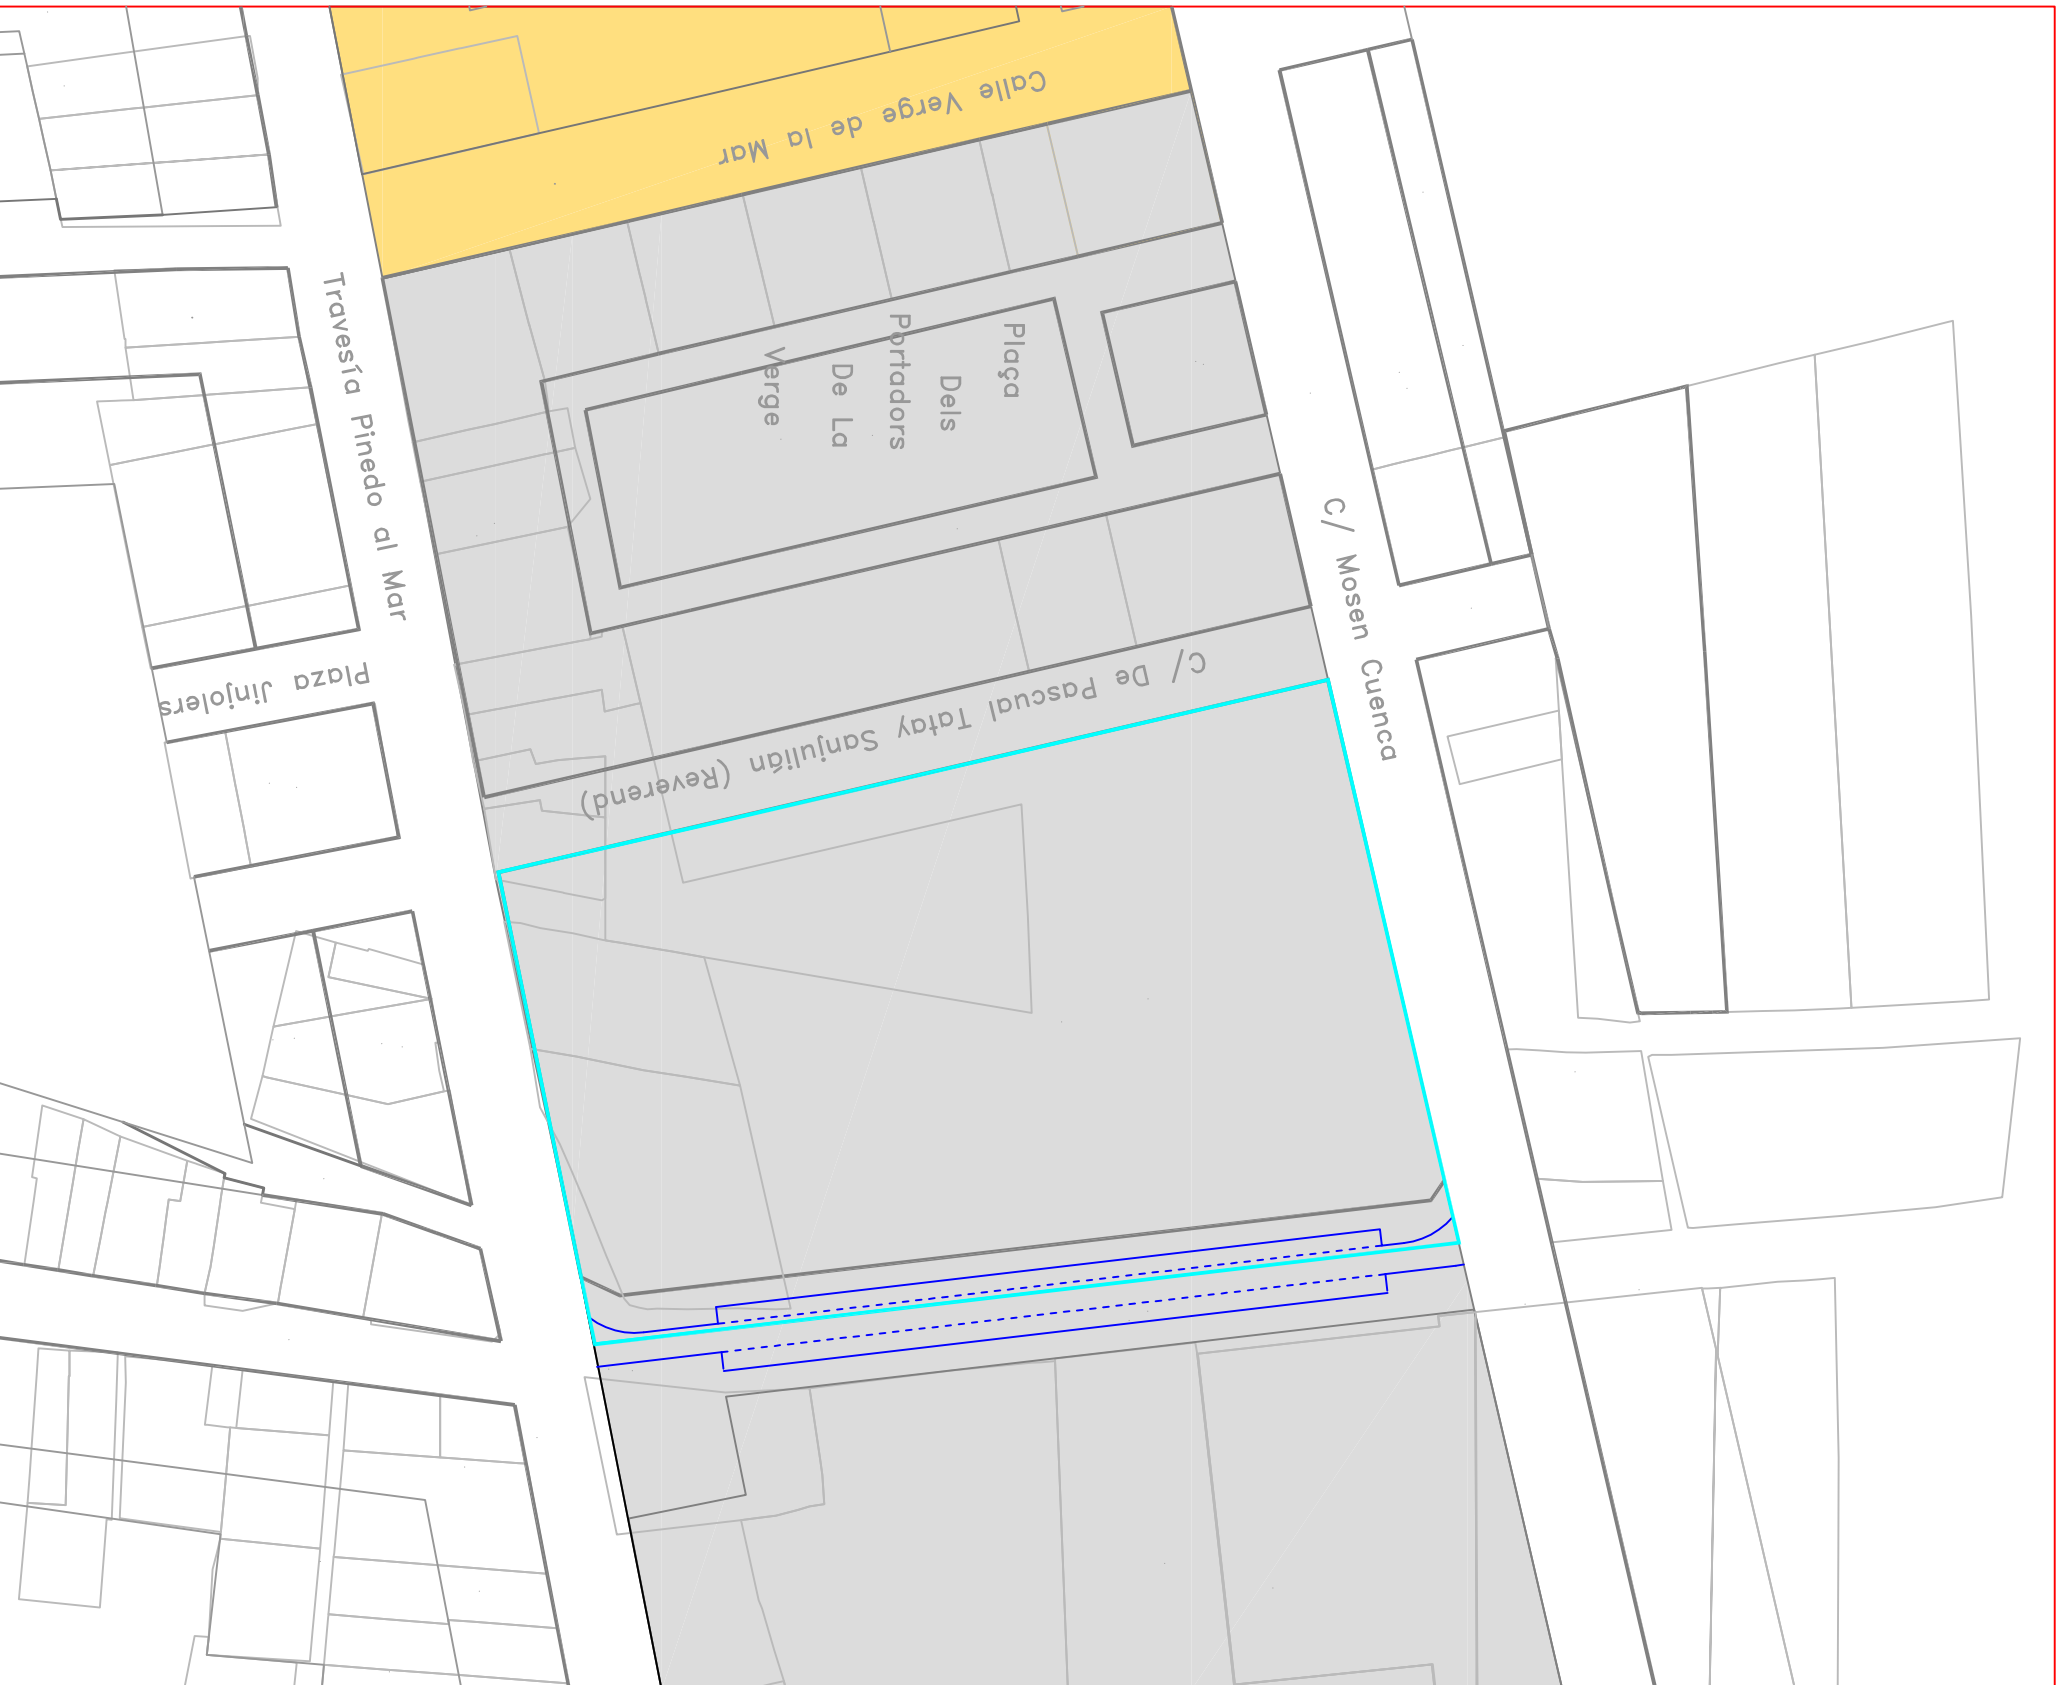 Calle Verge de la Mar
Travesía Pinedo al Mar
Plaça
Dels
Portadors
De La
Verge
C/ Mosen Cuenca
Plaza Jinjolers
C/ De Pascual Tatay Sanjulián (Reverend)